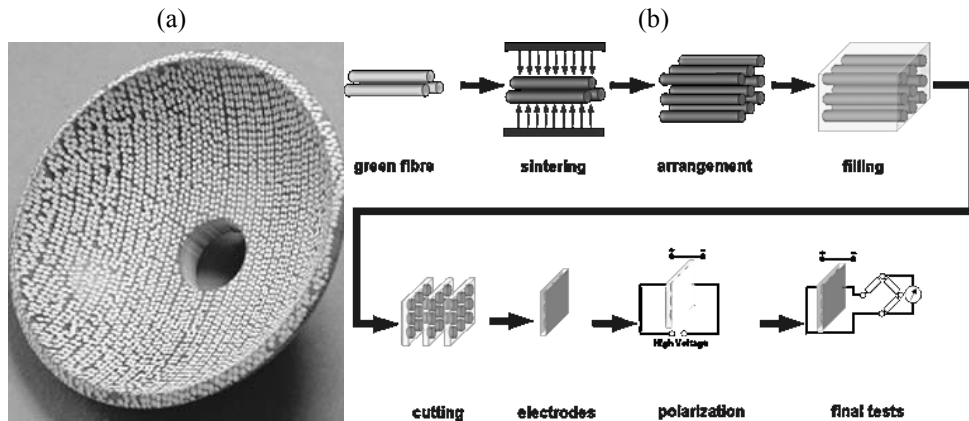 (a)
(b)
green fibre
sintering
arrangement
filling
+ -
+ -
High Voltage
cutting
electrodes
polarization
final tests